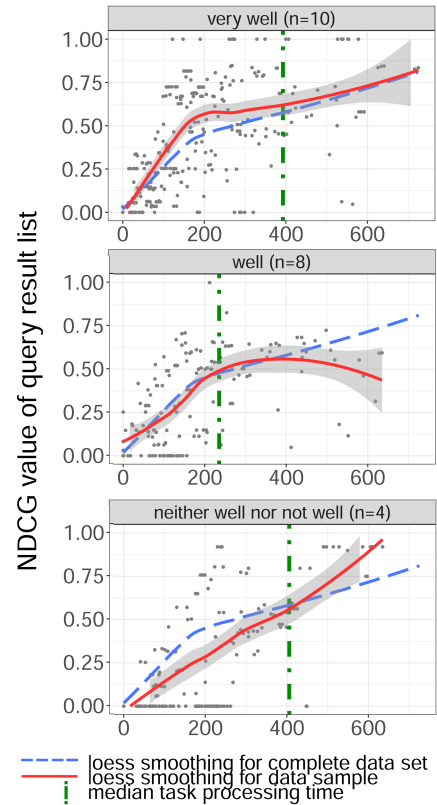 very well (n=10)
1.00
0.75
0.50
0.25
0.00
0 200 400 600
well (n=8)
1.00
0.75
0.50
0.25
0.00
0 200 400 600
neither well nor not well (n=4)
1.00
0.75
0.50
0.25
0.00
0 200 400 600
NDCG value of query result list
loess smoothing for complete data set
loess smoothing for data sample
median task processing time